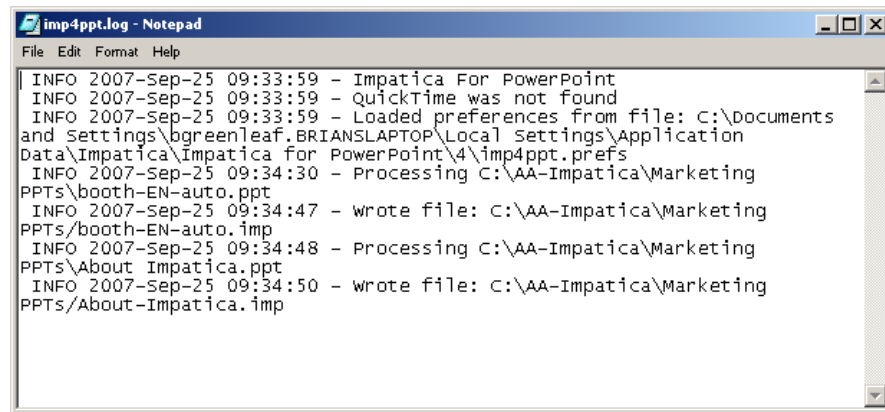 imp4ppt.log - Notepad
File Edit Format Help
INFO 2007-Sep-25 09:33:59 - Impatica For PowerPoint
INFO 2007-Sep-25 09:33:59 - QuickTime was not found
INFO 2007-Sep-25 09:33:59 - Loaded preferences from file: C:\Documents
and Settings\bgreenleaf.BRIANSLAPTOP\Local Settings\Application
Data\Impatica\Impatica for PowerPoint\4\imp4ppt.prefs
INFO 2007-Sep-25 09:34:30 - Processing C:\AA-Impatica\Marketing
PPTs\booth-EN-auto.ppt
INFO 2007-Sep-25 09:34:47 - Wrote file: C:\AA-Impatica\Marketing
PPTs/booth-EN-auto.imp
INFO 2007-Sep-25 09:34:48 - Processing C:\AA-Impatica\Marketing
PPTs\About Impatica.ppt
INFO 2007-Sep-25 09:34:50 - Wrote file: C:\AA-Impatica\Marketing
PPTs/About-Impatica.imp